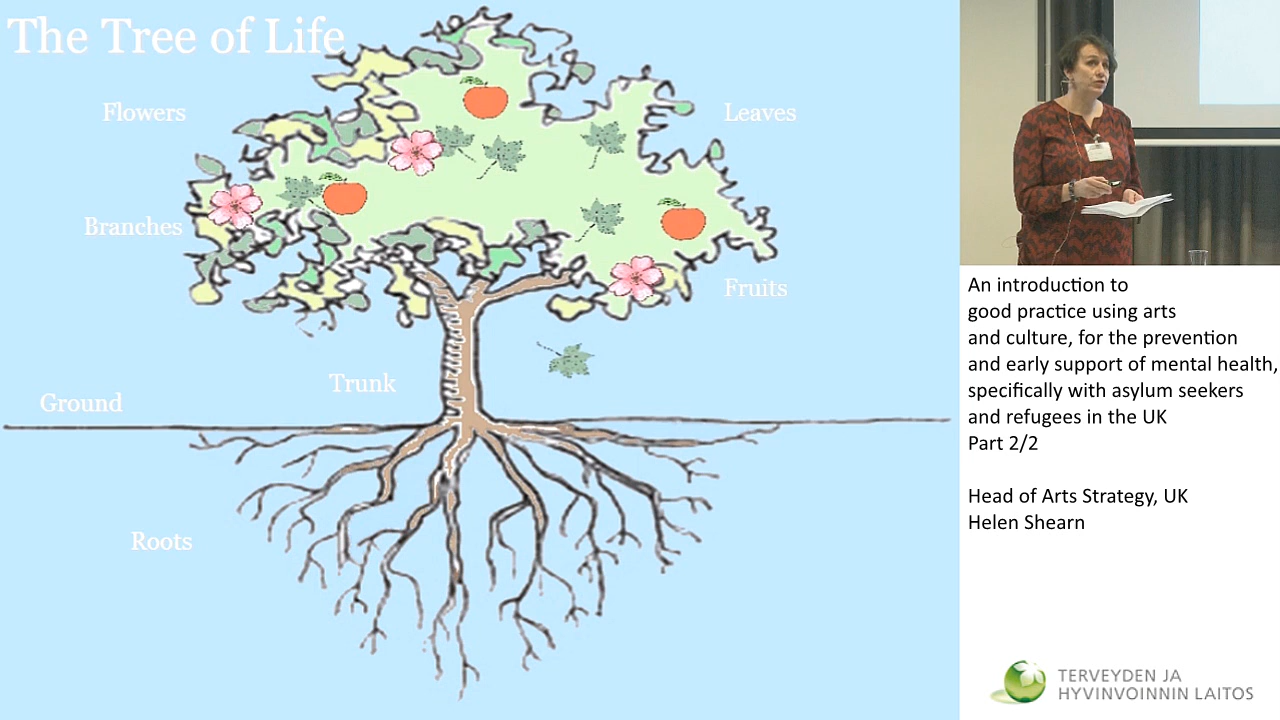 The Tree of Life
Flowers
Leaves
Branches
Fruits
Trunk
Ground
Roots
An introduction to
good practice using arts
and culture, for the prevention
and early support of mental health,
specifically with asylum seekers
and refugees in the UK
Part 2/2
Head of Arts Strategy, UK
Helen Shearn
TERVEYDEN JA
HYVINVOINNIN LAITOS